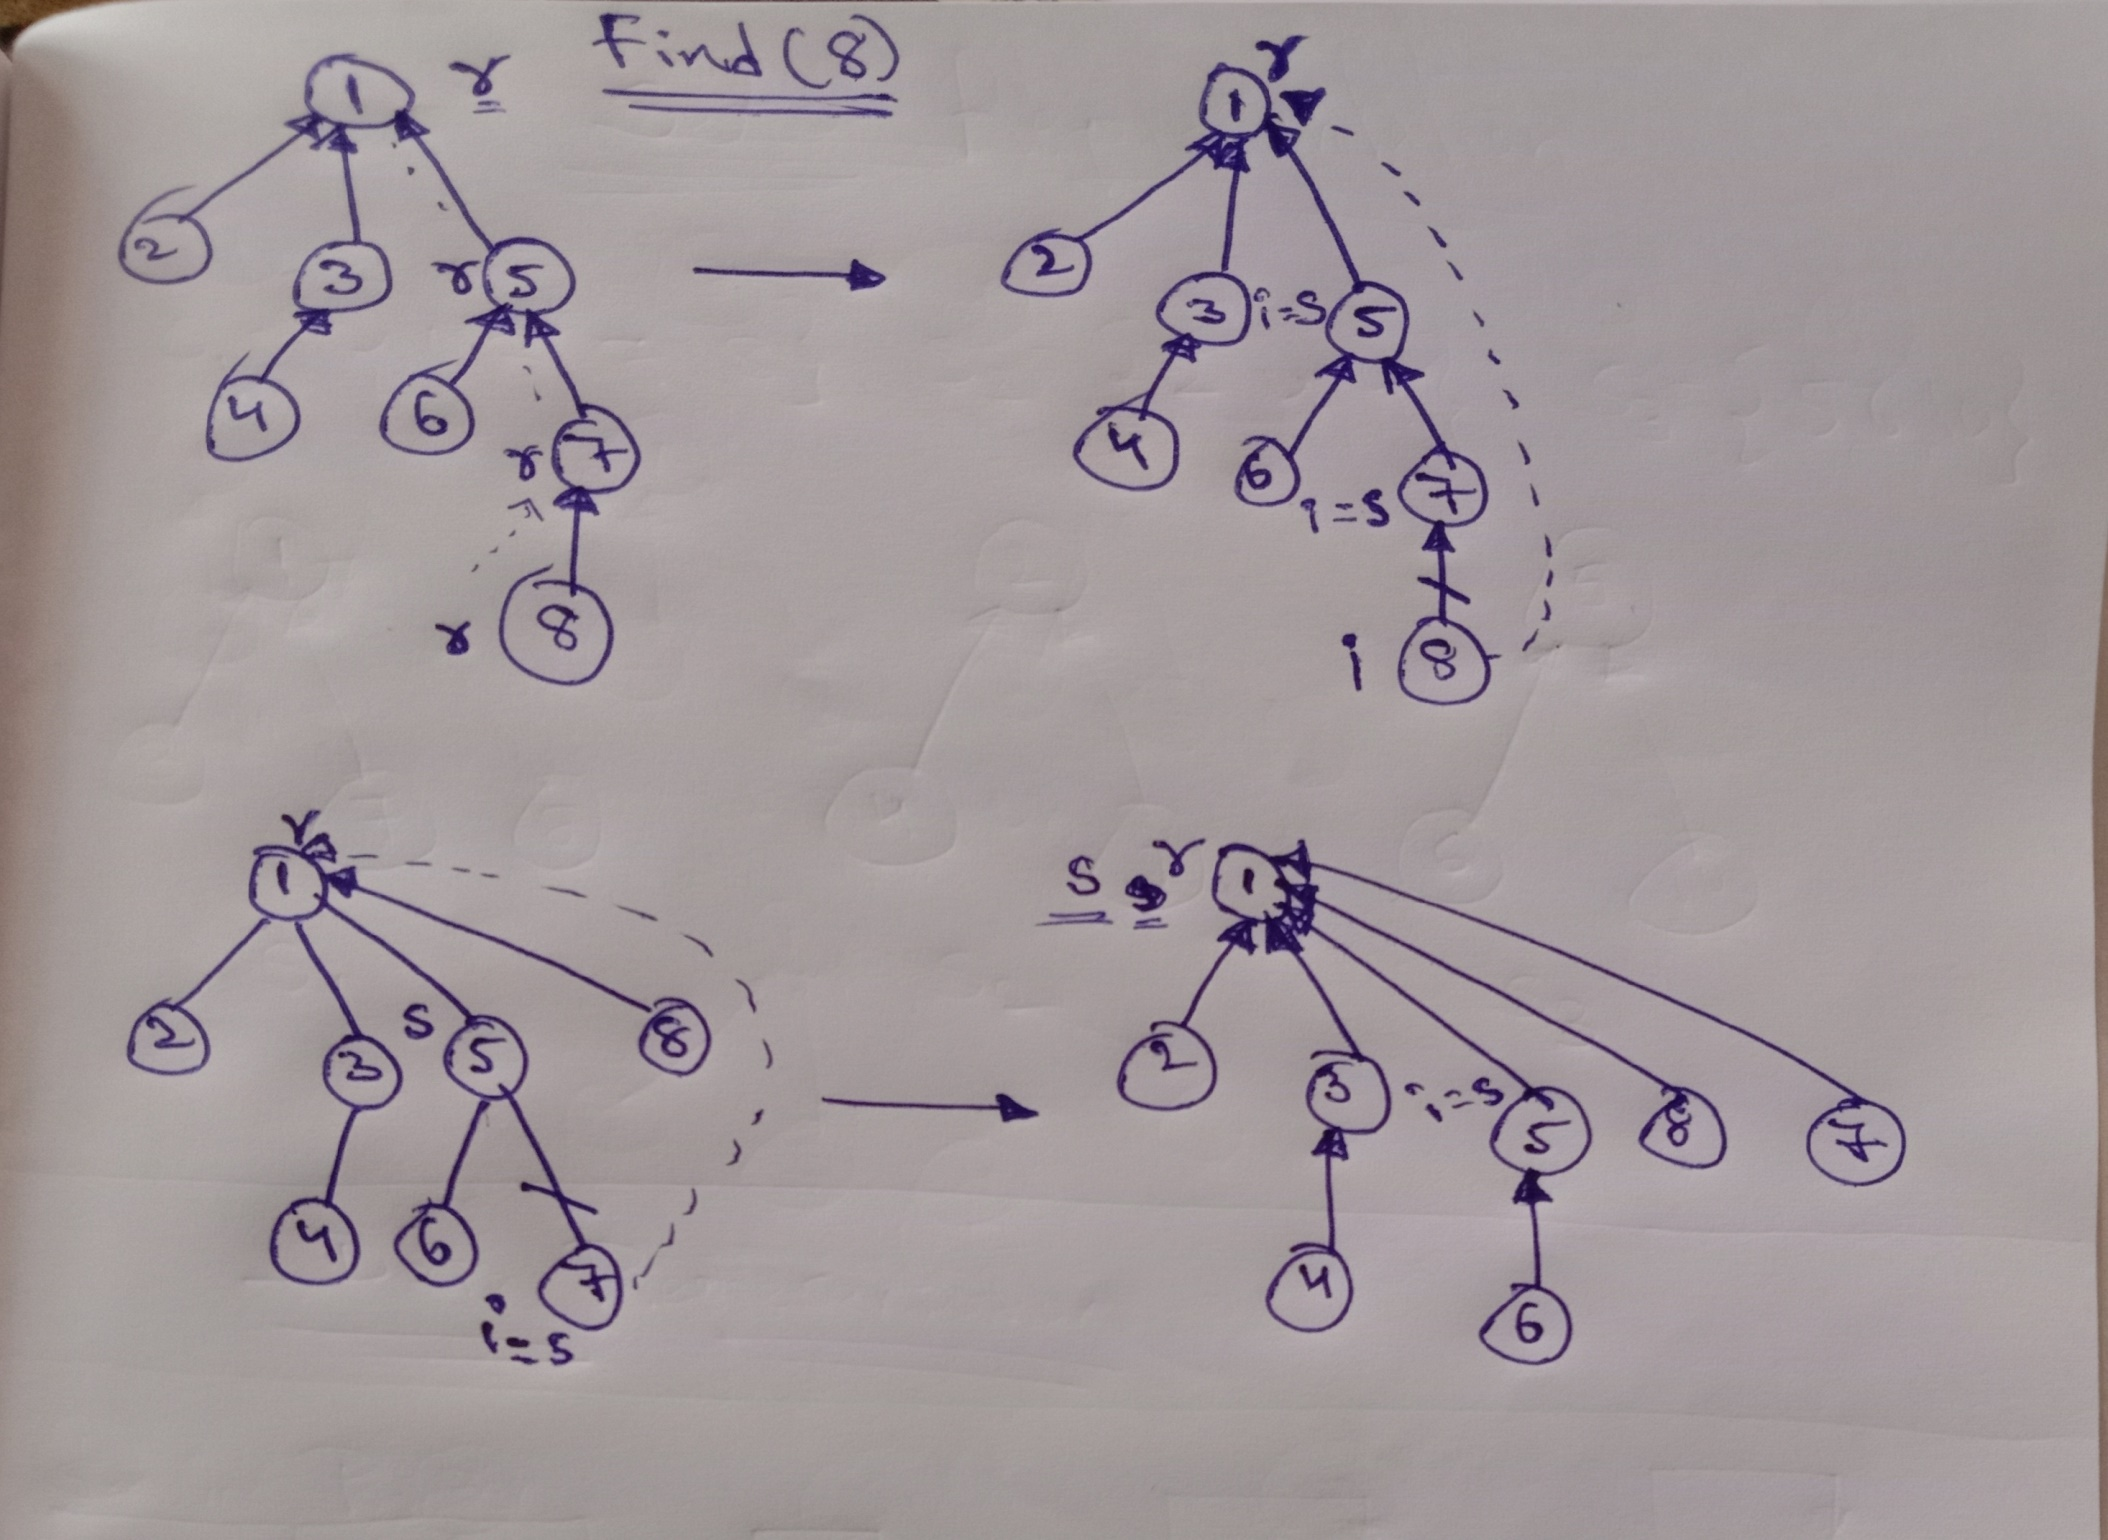 Find (8)
1 r
2 3 r 5
4 6 r 7
r 8
r
1
2 3 i=s 5
4 6 i=s 7
i 8
r
1
2 3 s 5 8
4 6 7
i=s
s s r 1
2 3 i=s 5 8 7
4 6